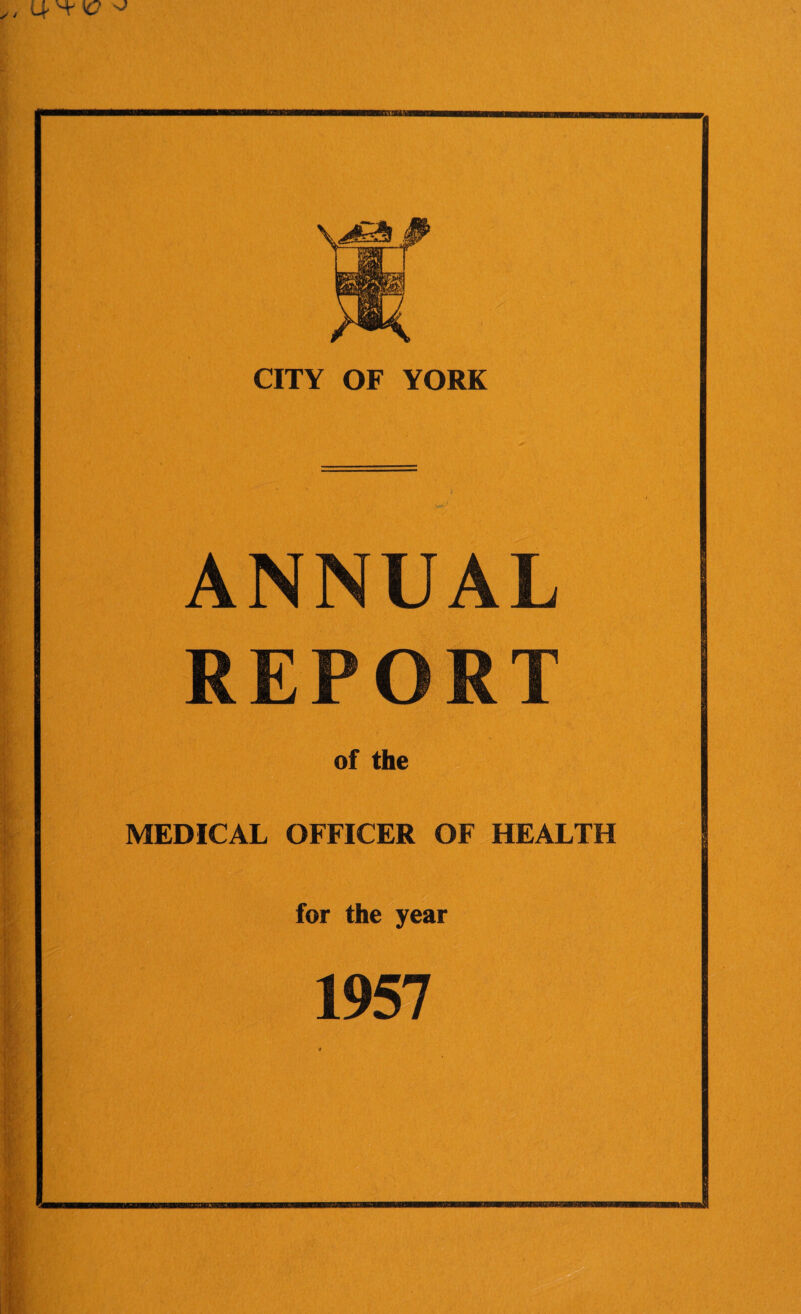 CITY OF YORK
ANNUAL
REPORT
of the
MEDICAL OFFICER OF HEALTH
for the year
1957